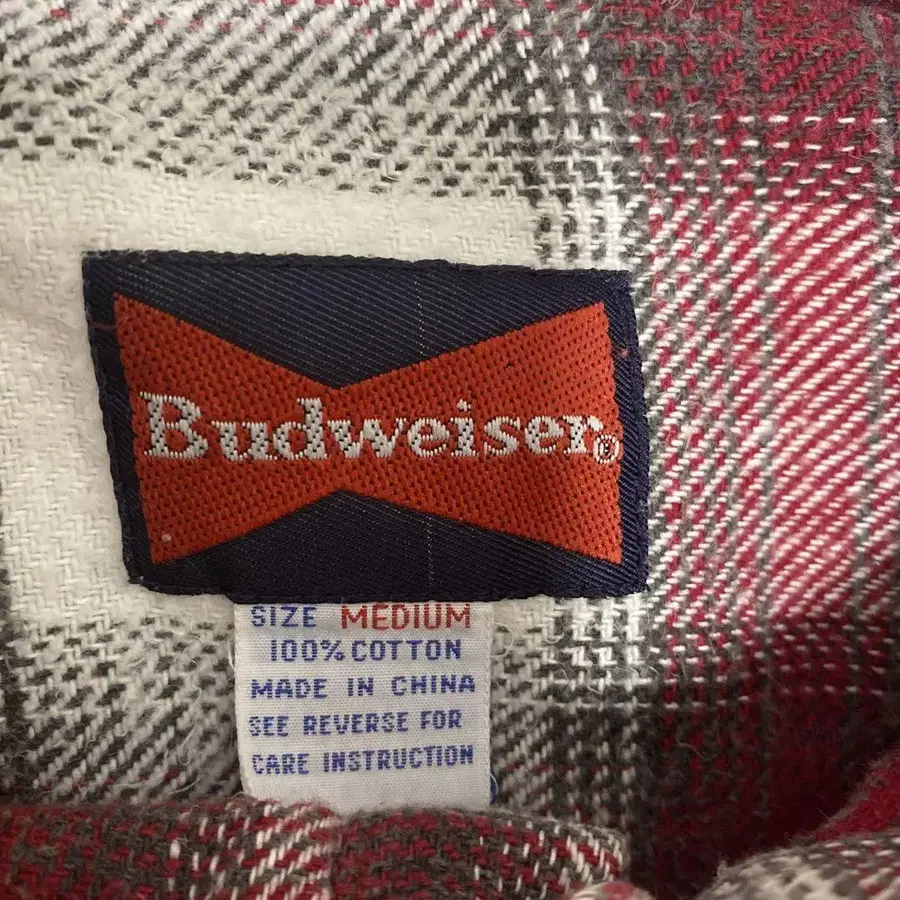 Budweiser®
SIZE MEDIUM
100% COTTON
MADE IN CHINA
SEE REVERSE FOR
CARE INSTRUCTION